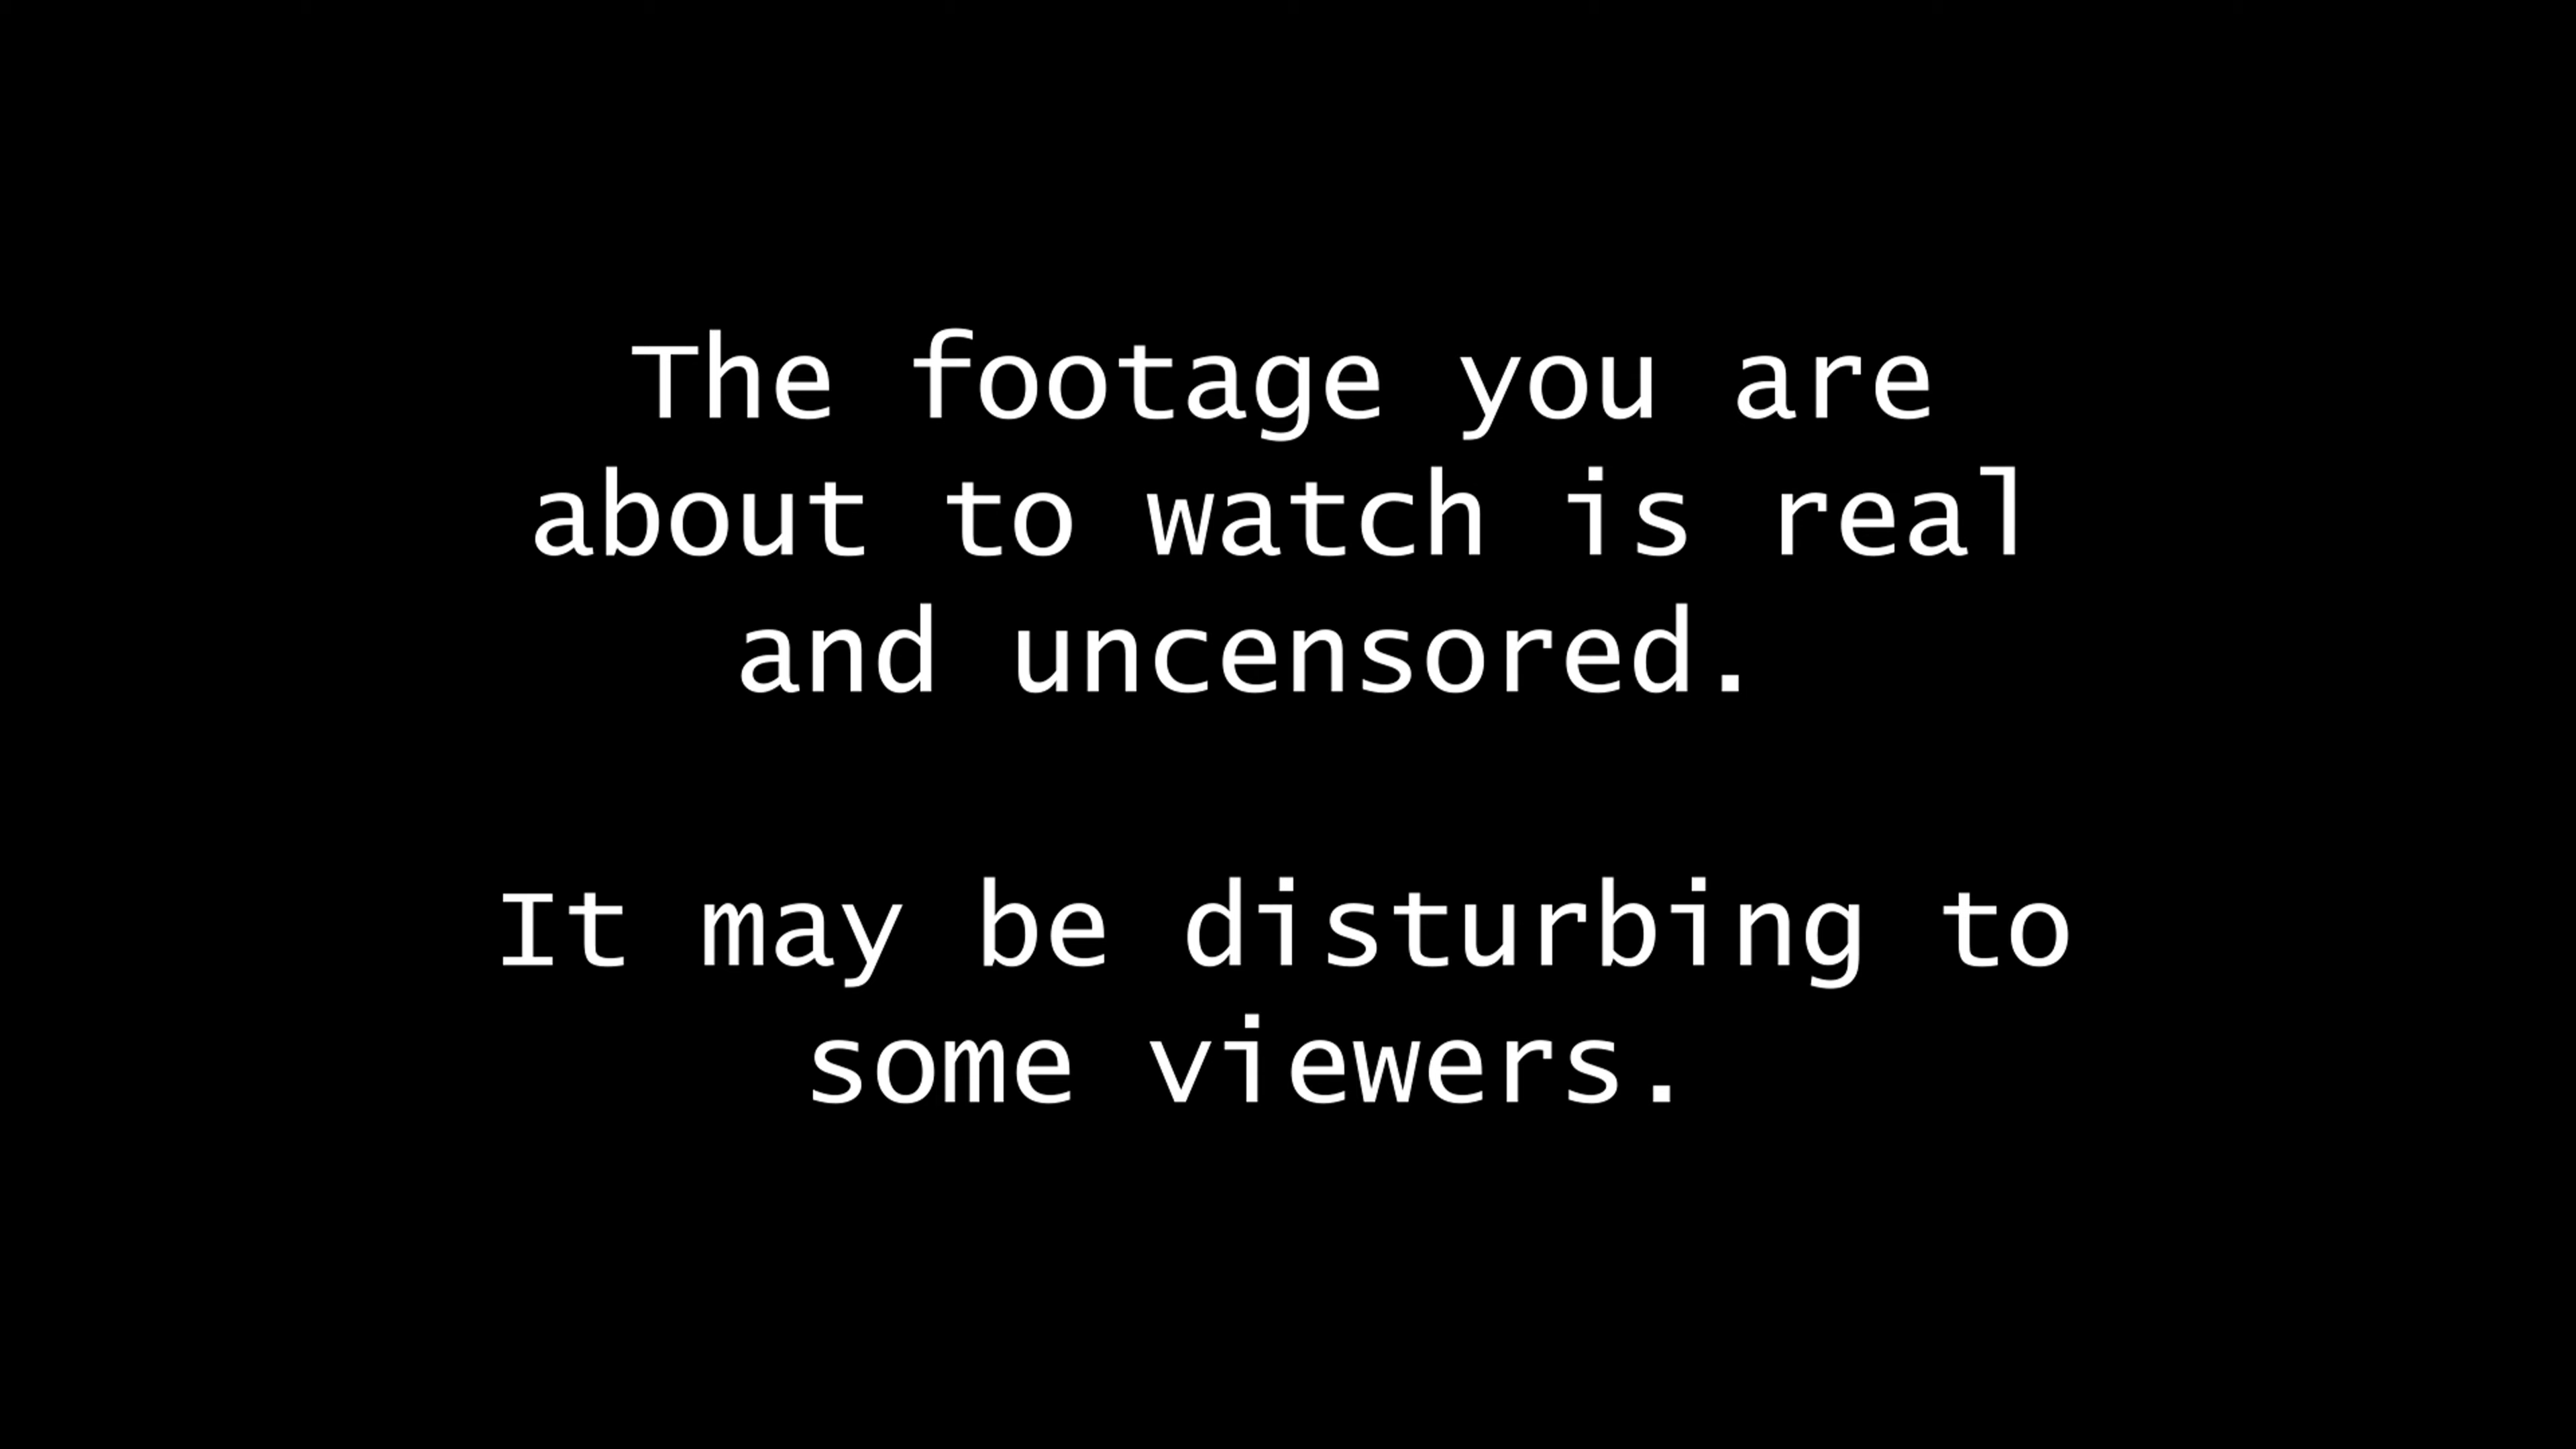 The footage you are
about to watch is real
and uncensored.
It may be disturbing to
some viewers.